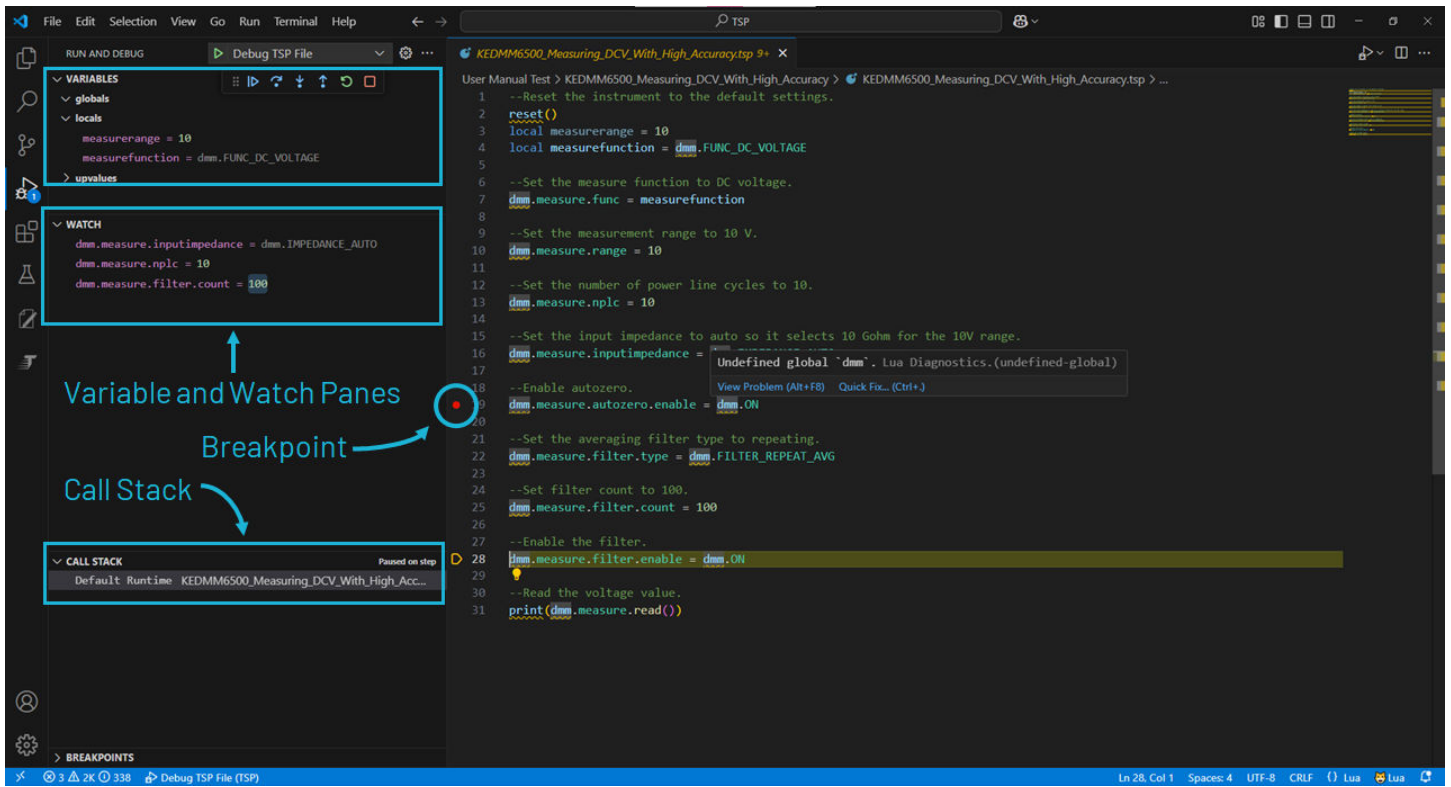 File Edit Selection View Go Run Terminal Help
TSP
RUN AND DEBUG Debug TSP File
KEDMM6500_Measuring_DCV_With_High_Accuracy.tsp 9+
User Manual Test > KEDMM6500_Measuring_DCV_With_High_Accuracy > KEDMM6500_Measuring_DCV_With_High_Accuracy.tsp > ...
VARIABLES
globals
locals
measurerange = 10
measurefunction = dmm.FUNC_DC_VOLTAGE
upvalues
1
WATCH
dmm.measure.inputimpedance = dmm.IMPEDANCE_AUTO
dmm.measure.nplc = 10
dmm.measure.filter.count = 100
Variable and Watch Panes
Breakpoint
Call Stack
CALL STACK Paused on step
Default Runtime KEDMM6500_Measuring_DCV_With_High_Acc...
BREAKPOINTS
1 --Reset the instrument to the default settings.
2 reset()
3 local measurerange = 10
4 local measurefunction = dmm.FUNC_DC_VOLTAGE
5
6 --Set the measure function to DC voltage.
7 dmm.measure.func = measurefunction
8
9 --Set the measurement range to 10 V.
10 dmm.measure.range = 10
11
12 --Set the number of power line cycles to 10.
13 dmm.measure.nplc = 10
14
15 --Set the input impedance to auto so it selects 10 Gohm for the 10V range.
16 dmm.measure.inputimpedance =
Undefined global `dmm`. Lua Diagnostics.(undefined-global)
View Problem (Alt+F8) Quick Fix... (Ctrl+.)
17
18 --Enable autozero.
19 dmm.measure.autozero.enable = dmm.ON
20
21 --Set the averaging filter type to repeating.
22 dmm.measure.filter.type = dmm.FILTER_REPEAT_AVG
23
24 --Set filter count to 100.
25 dmm.measure.filter.count = 100
26
27 --Enable the filter.
28 dmm.measure.filter.enable = dmm.ON
29
30 --Read the voltage value.
31 print(dmm.measure.read())
3 2K 338 Debug TSP File (TSP)
Ln 28, Col 1 Spaces: 4 UTF-8 CRLF {} Lua Lua